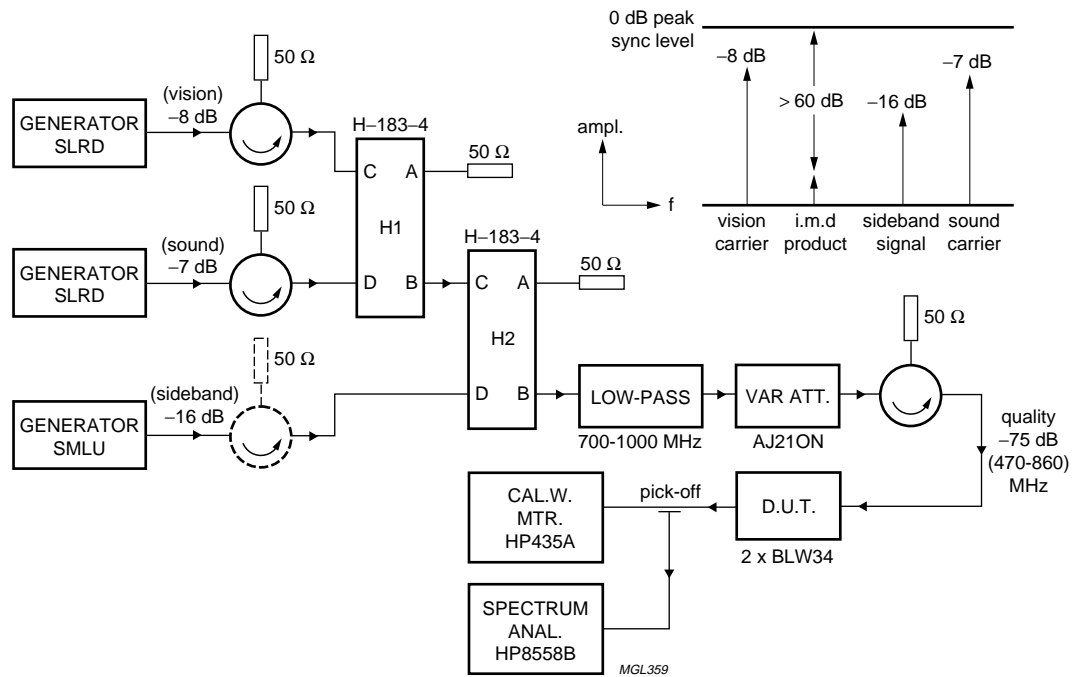 0 dB peak
sync level
–8 dB
> 60 dB
–16 dB
–7 dB
ampl.
f
vision
carrier
i.m.d
product
sideband
signal
sound
carrier
50 Ω
GENERATOR
SLRD
(vision)
–8 dB
H–183–4
C
A
50 Ω
H1
D
B
50 Ω
GENERATOR
SLRD
(sound)
–7 dB
H–183–4
C
A
50 Ω
H2
D
B
50 Ω
GENERATOR
SMLU
(sideband)
–16 dB
LOW-PASS
700-1000 MHz
VAR ATT.
AJ21ON
50 Ω
quality
–75 dB
(470-860)
MHz
CAL.W.
MTR.
HP435A
pick-off
D.U.T.
2 x BLW34
SPECTRUM
ANAL.
HP8558B
MGL359